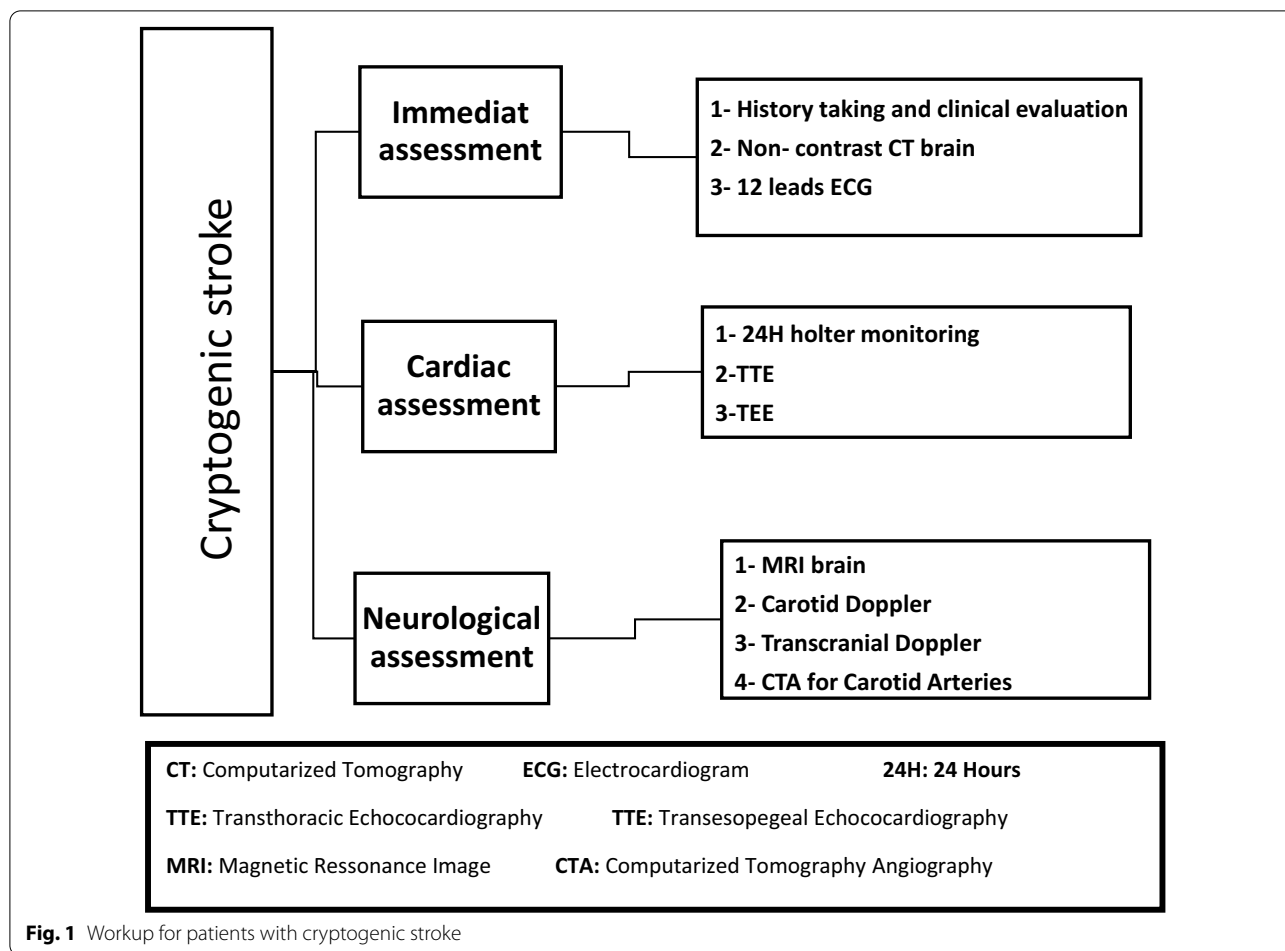 Cryptogenic stroke
Immediat
assessment
1- History taking and clinical evaluation
2- Non- contrast CT brain
3- 12 leads ECG
Cardiac
assessment
1- 24H holter monitoring
2-TTE
3-TEE
Neurological
assessment
1- MRI brain
2- Carotid Doppler
3- Transcranial Doppler
4- CTA for Carotid Arteries
CT: Computarized Tomography ECG: Electrocardiogram 24H: 24 Hours
TTE: Transthoracic Echococardiography TTE: Transesopegeal Echococardiography
MRI: Magnetic Ressonance Image CTA: Computarized Tomography Angiography
Fig. 1 Workup for patients with cryptogenic stroke